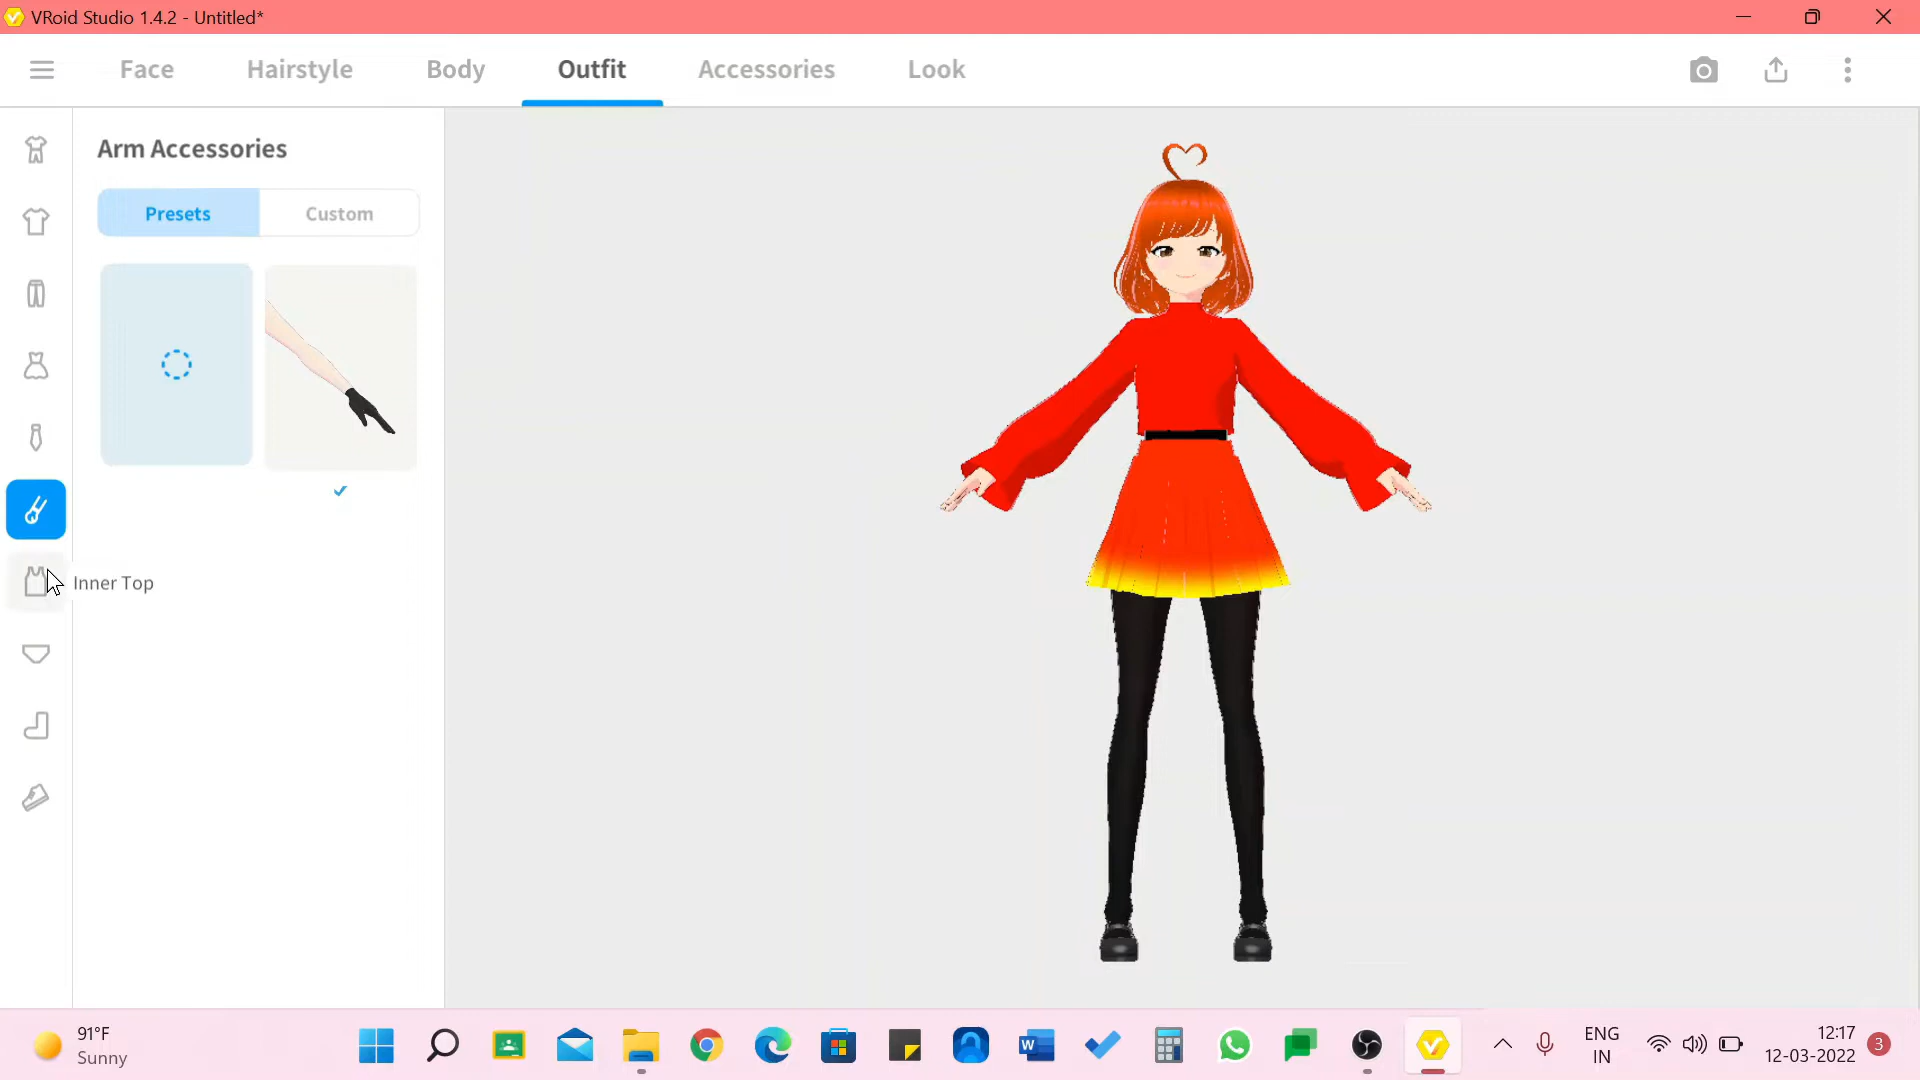 VRoid Studio 1.4.2 - Untitled*
Face
Hairstyle
Body
Outfit
Accessories
Look
Arm Accessories
Presets
Custom
Inner Top
91°F
Sunny
W
ENG
IN
12:17
12-03-2022
3